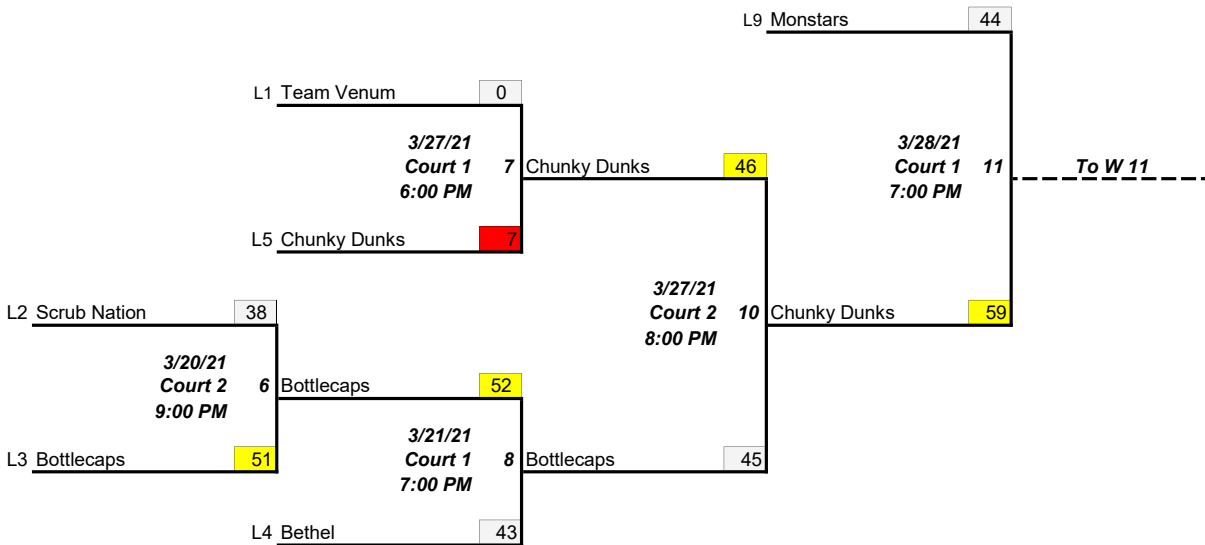 L9 Monstars 44
L1 Team Venum 0
3/27/21
Court 1 7 Chunky Dunks 46
6:00 PM
3/28/21
Court 1 11 To W 11
7:00 PM
L5 Chunky Dunks 7
L2 Scrub Nation 38
3/27/21
Court 2 10 Chunky Dunks 59
8:00 PM
3/20/21
Court 2 6 Bottlecaps 52
9:00 PM
L3 Bottlecaps 51
3/21/21
Court 1 8 Bottlecaps 45
7:00 PM
L4 Bethel 43